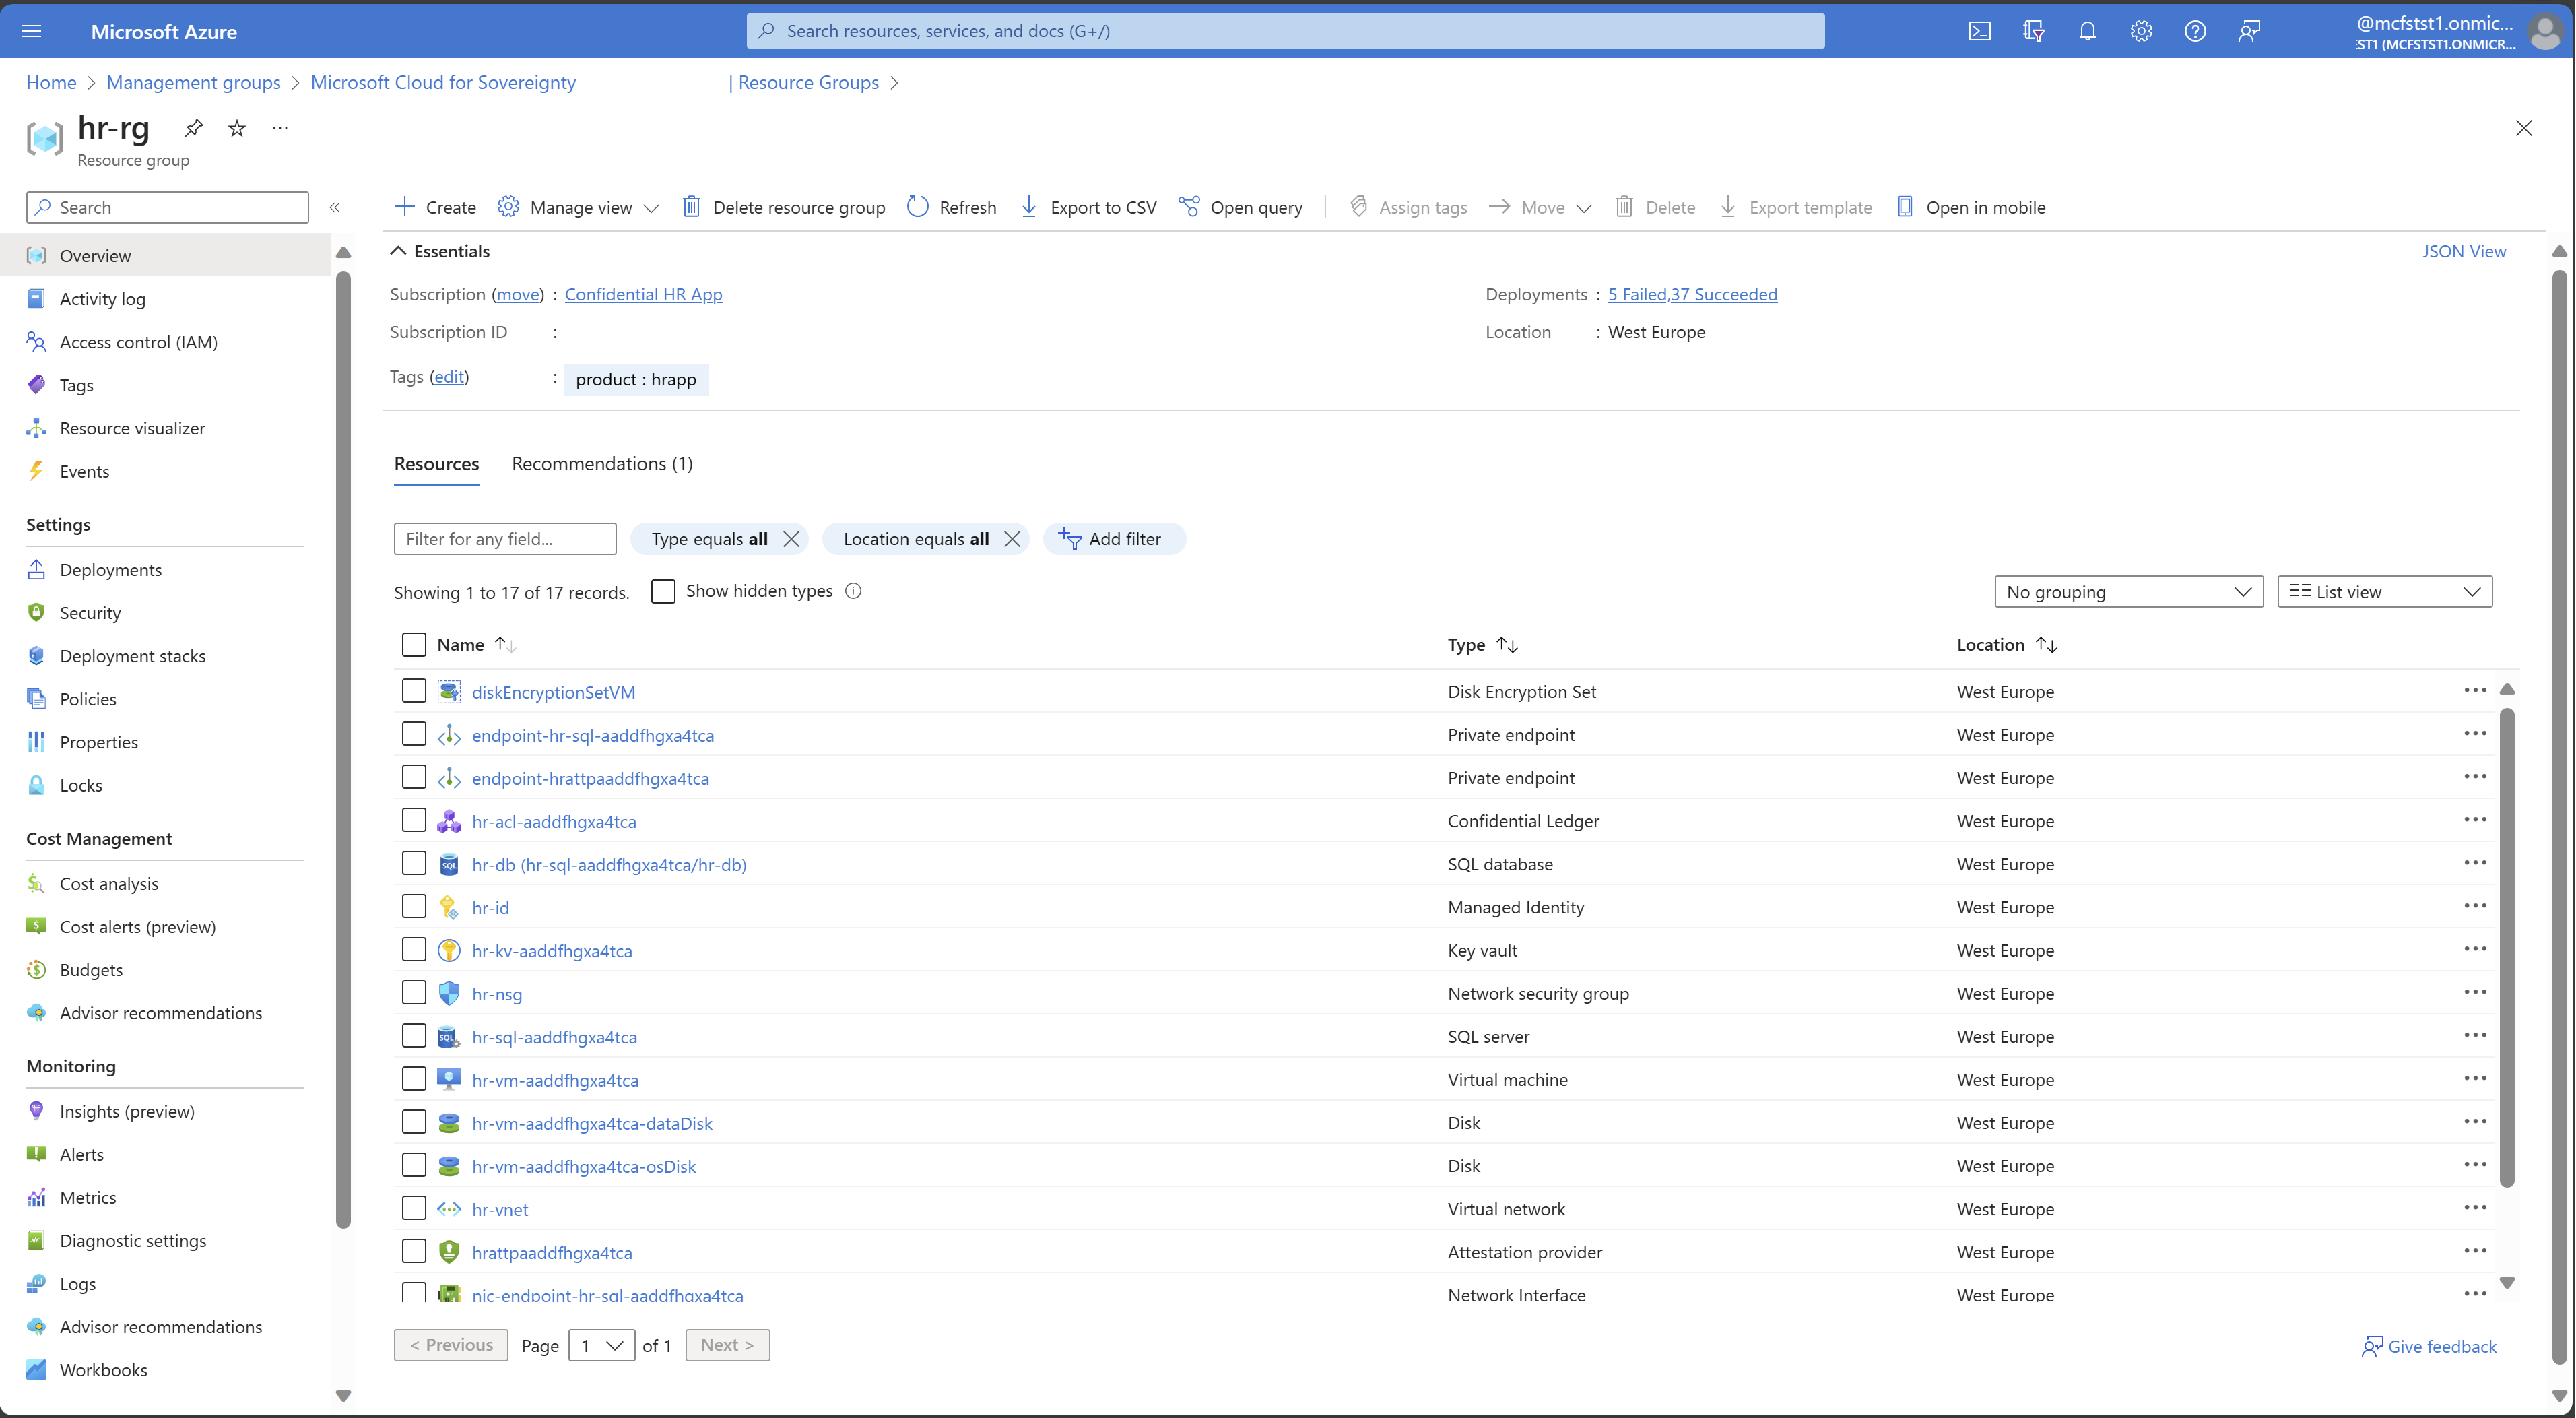 Microsoft Azure
Search resources, services, and docs (G+/)
@mcfstst1.onmic...
:ST1 (MCFSTST1.ONMICR...
Home > Management groups > Microsoft Cloud for Sovereignty | Resource Groups >
hr-rg
Resource group
Search
Overview
Activity log
Access control (IAM)
Tags
Resource visualizer
Events
Settings
Deployments
Security
Deployment stacks
Policies
Properties
Locks
Cost Management
Cost analysis
Cost alerts (preview)
Budgets
Advisor recommendations
Monitoring
Insights (preview)
Alerts
Metrics
Diagnostic settings
Logs
Advisor recommendations
Workbooks
Create Manage view Delete resource group Refresh Export to CSV Open query Assign tags Move Delete Export template Open in mobile
Essentials JSON View
Subscription (move) : Confidential HR App
Deployments : 5 Failed,37 Succeeded
Subscription ID :
Location : West Europe
Tags (edit) : product : hrapp
Resources Recommendations (1)
Filter for any field... Type equals all Location equals all Add filter
Showing 1 to 17 of 17 records. Show hidden types No grouping List view
Name Type Location
diskEncryptionSetVM Disk Encryption Set West Europe
endpoint-hr-sql-aaddfhgxa4tca Private endpoint West Europe
endpoint-hrattpaaddfhgxa4tca Private endpoint West Europe
hr-acl-aaddfhgxa4tca Confidential Ledger West Europe
hr-db (hr-sql-aaddfhgxa4tca/hr-db) SQL database West Europe
hr-id Managed Identity West Europe
hr-kv-aaddfhgxa4tca Key vault West Europe
hr-nsg Network security group West Europe
hr-sql-aaddfhgxa4tca SQL server West Europe
hr-vm-aaddfhgxa4tca Virtual machine West Europe
hr-vm-aaddfhgxa4tca-dataDisk Disk West Europe
hr-vm-aaddfhgxa4tca-osDisk Disk West Europe
hr-vnet Virtual network West Europe
hrattpaaddfhgxa4tca Attestation provider West Europe
nic-endpoint-hr-sql-aaddfhgxa4tca Network Interface West Europe
< Previous Page 1 of 1 Next >
Give feedback